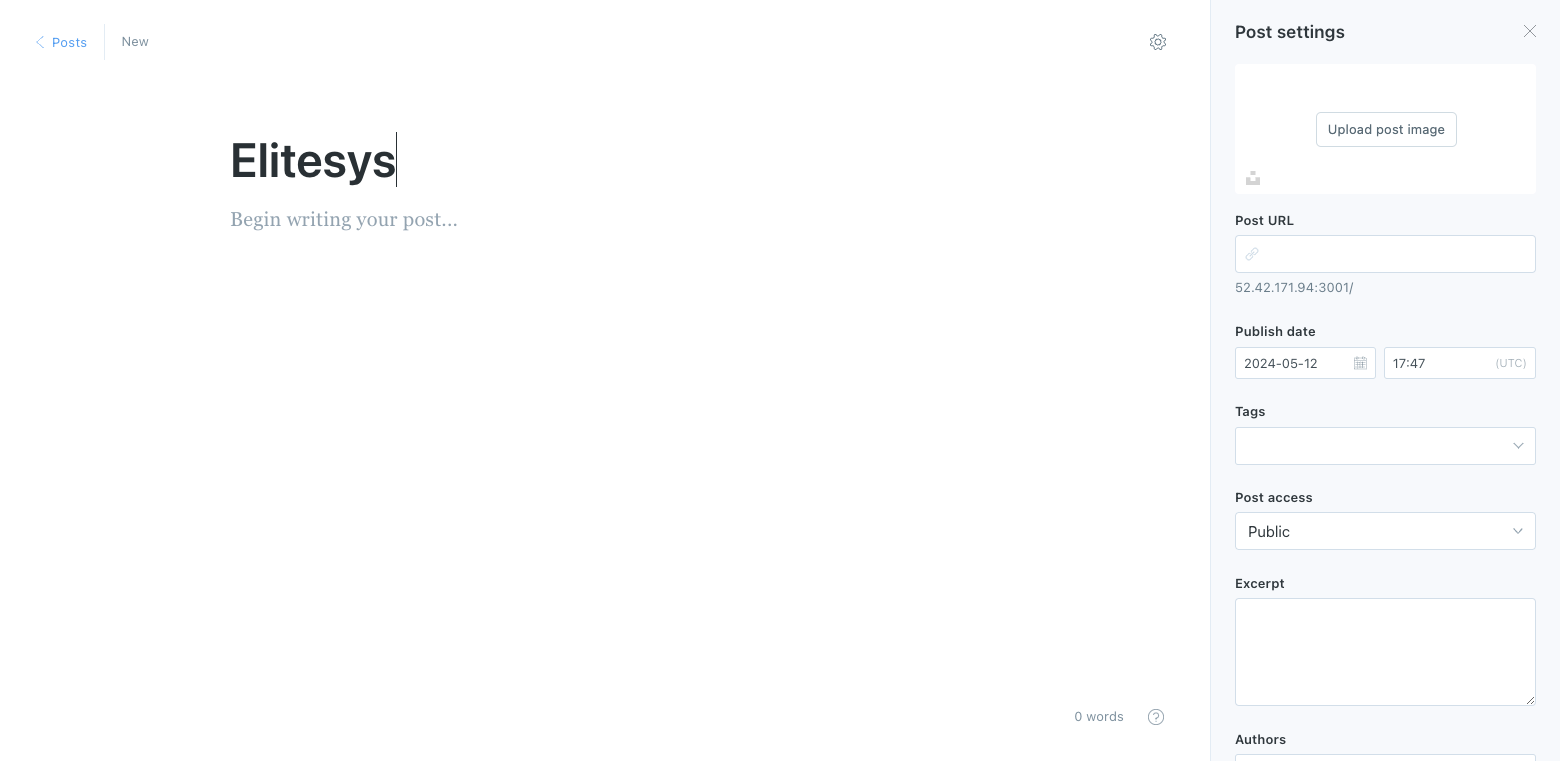 Posts
New
Elitesys
Begin writing your post...
0 words
?
Post settings
Upload post image
Post URL
52.42.171.94:3001/
Publish date
2024-05-12
17:47
(UTC)
Tags
Post access
Public
Excerpt
Authors